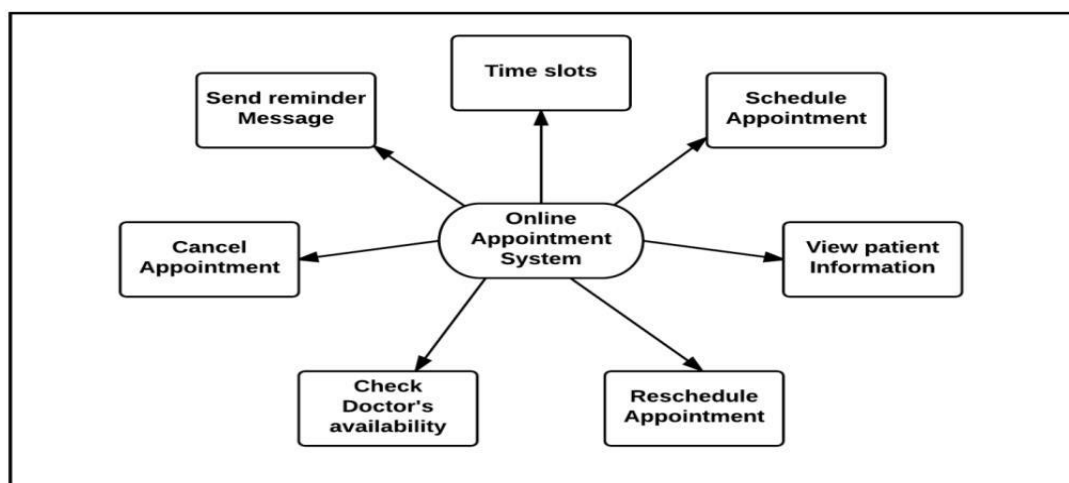 Time slots
Send reminder
Message
Schedule
Appointment
Online
Appointment
System
Cancel
Appointment
View patient
Information
Check
Doctor's
availability
Reschedule
Appointment